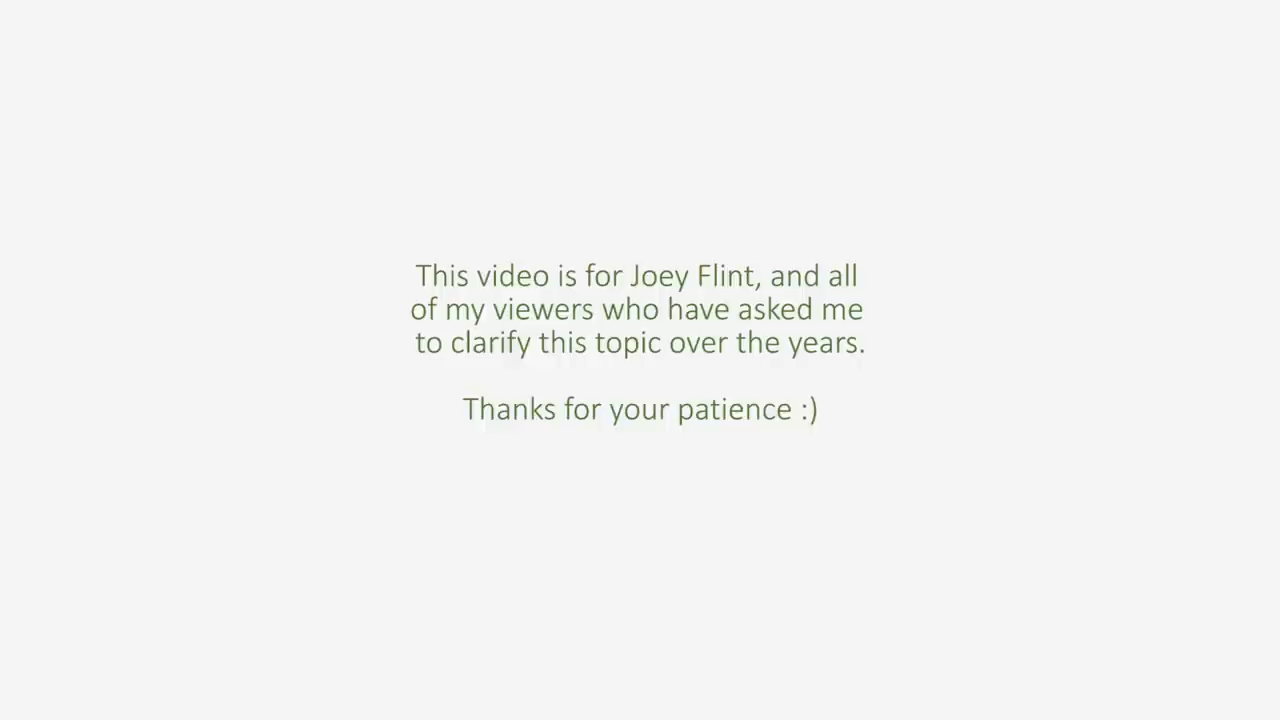 This video is for Joey Flint, and all
of my viewers who have asked me
to clarify this topic over the years.
Thanks for your patience :)